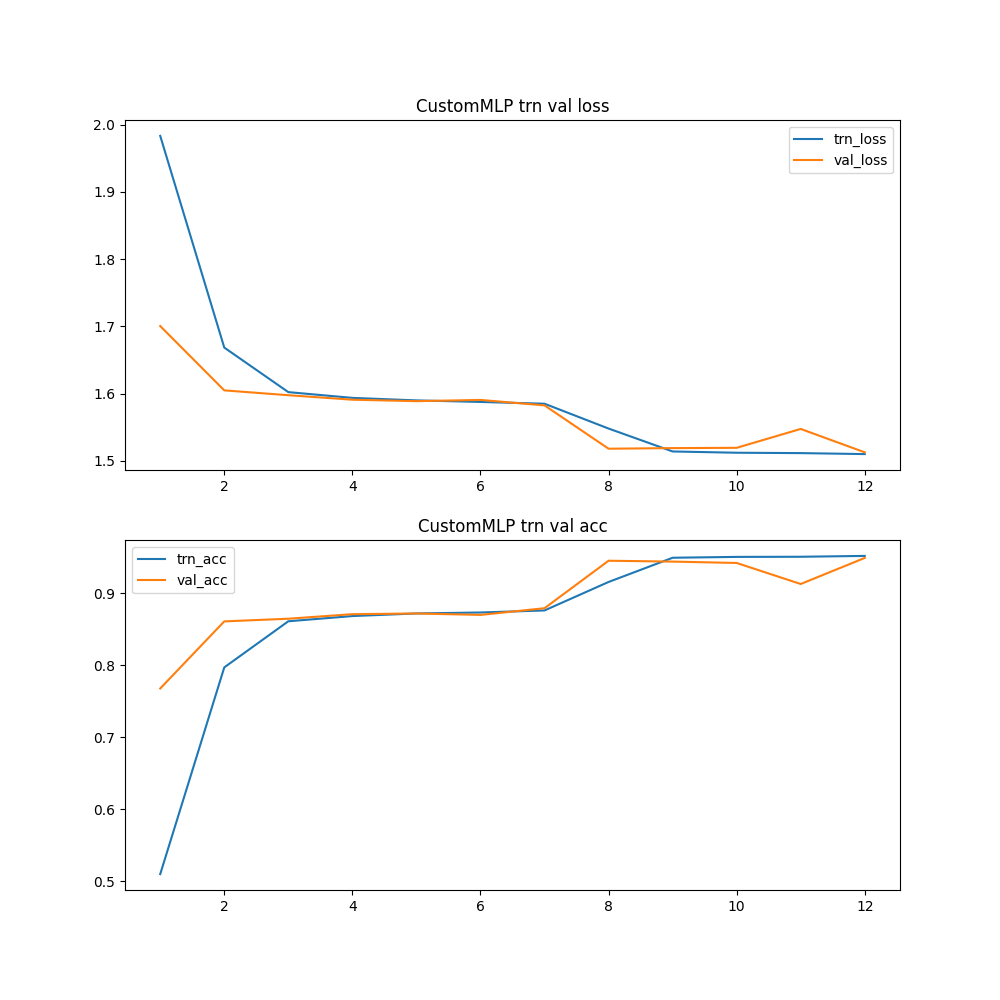 CustomMLP trn val loss
2.0
1.9
1.8
1.7
1.6
1.5
trn_loss
val_loss
2 4 6 8 10 12
CustomMLP trn val acc
0.9
0.8
0.7
0.6
0.5
trn_acc
val_acc
2 4 6 8 10 12